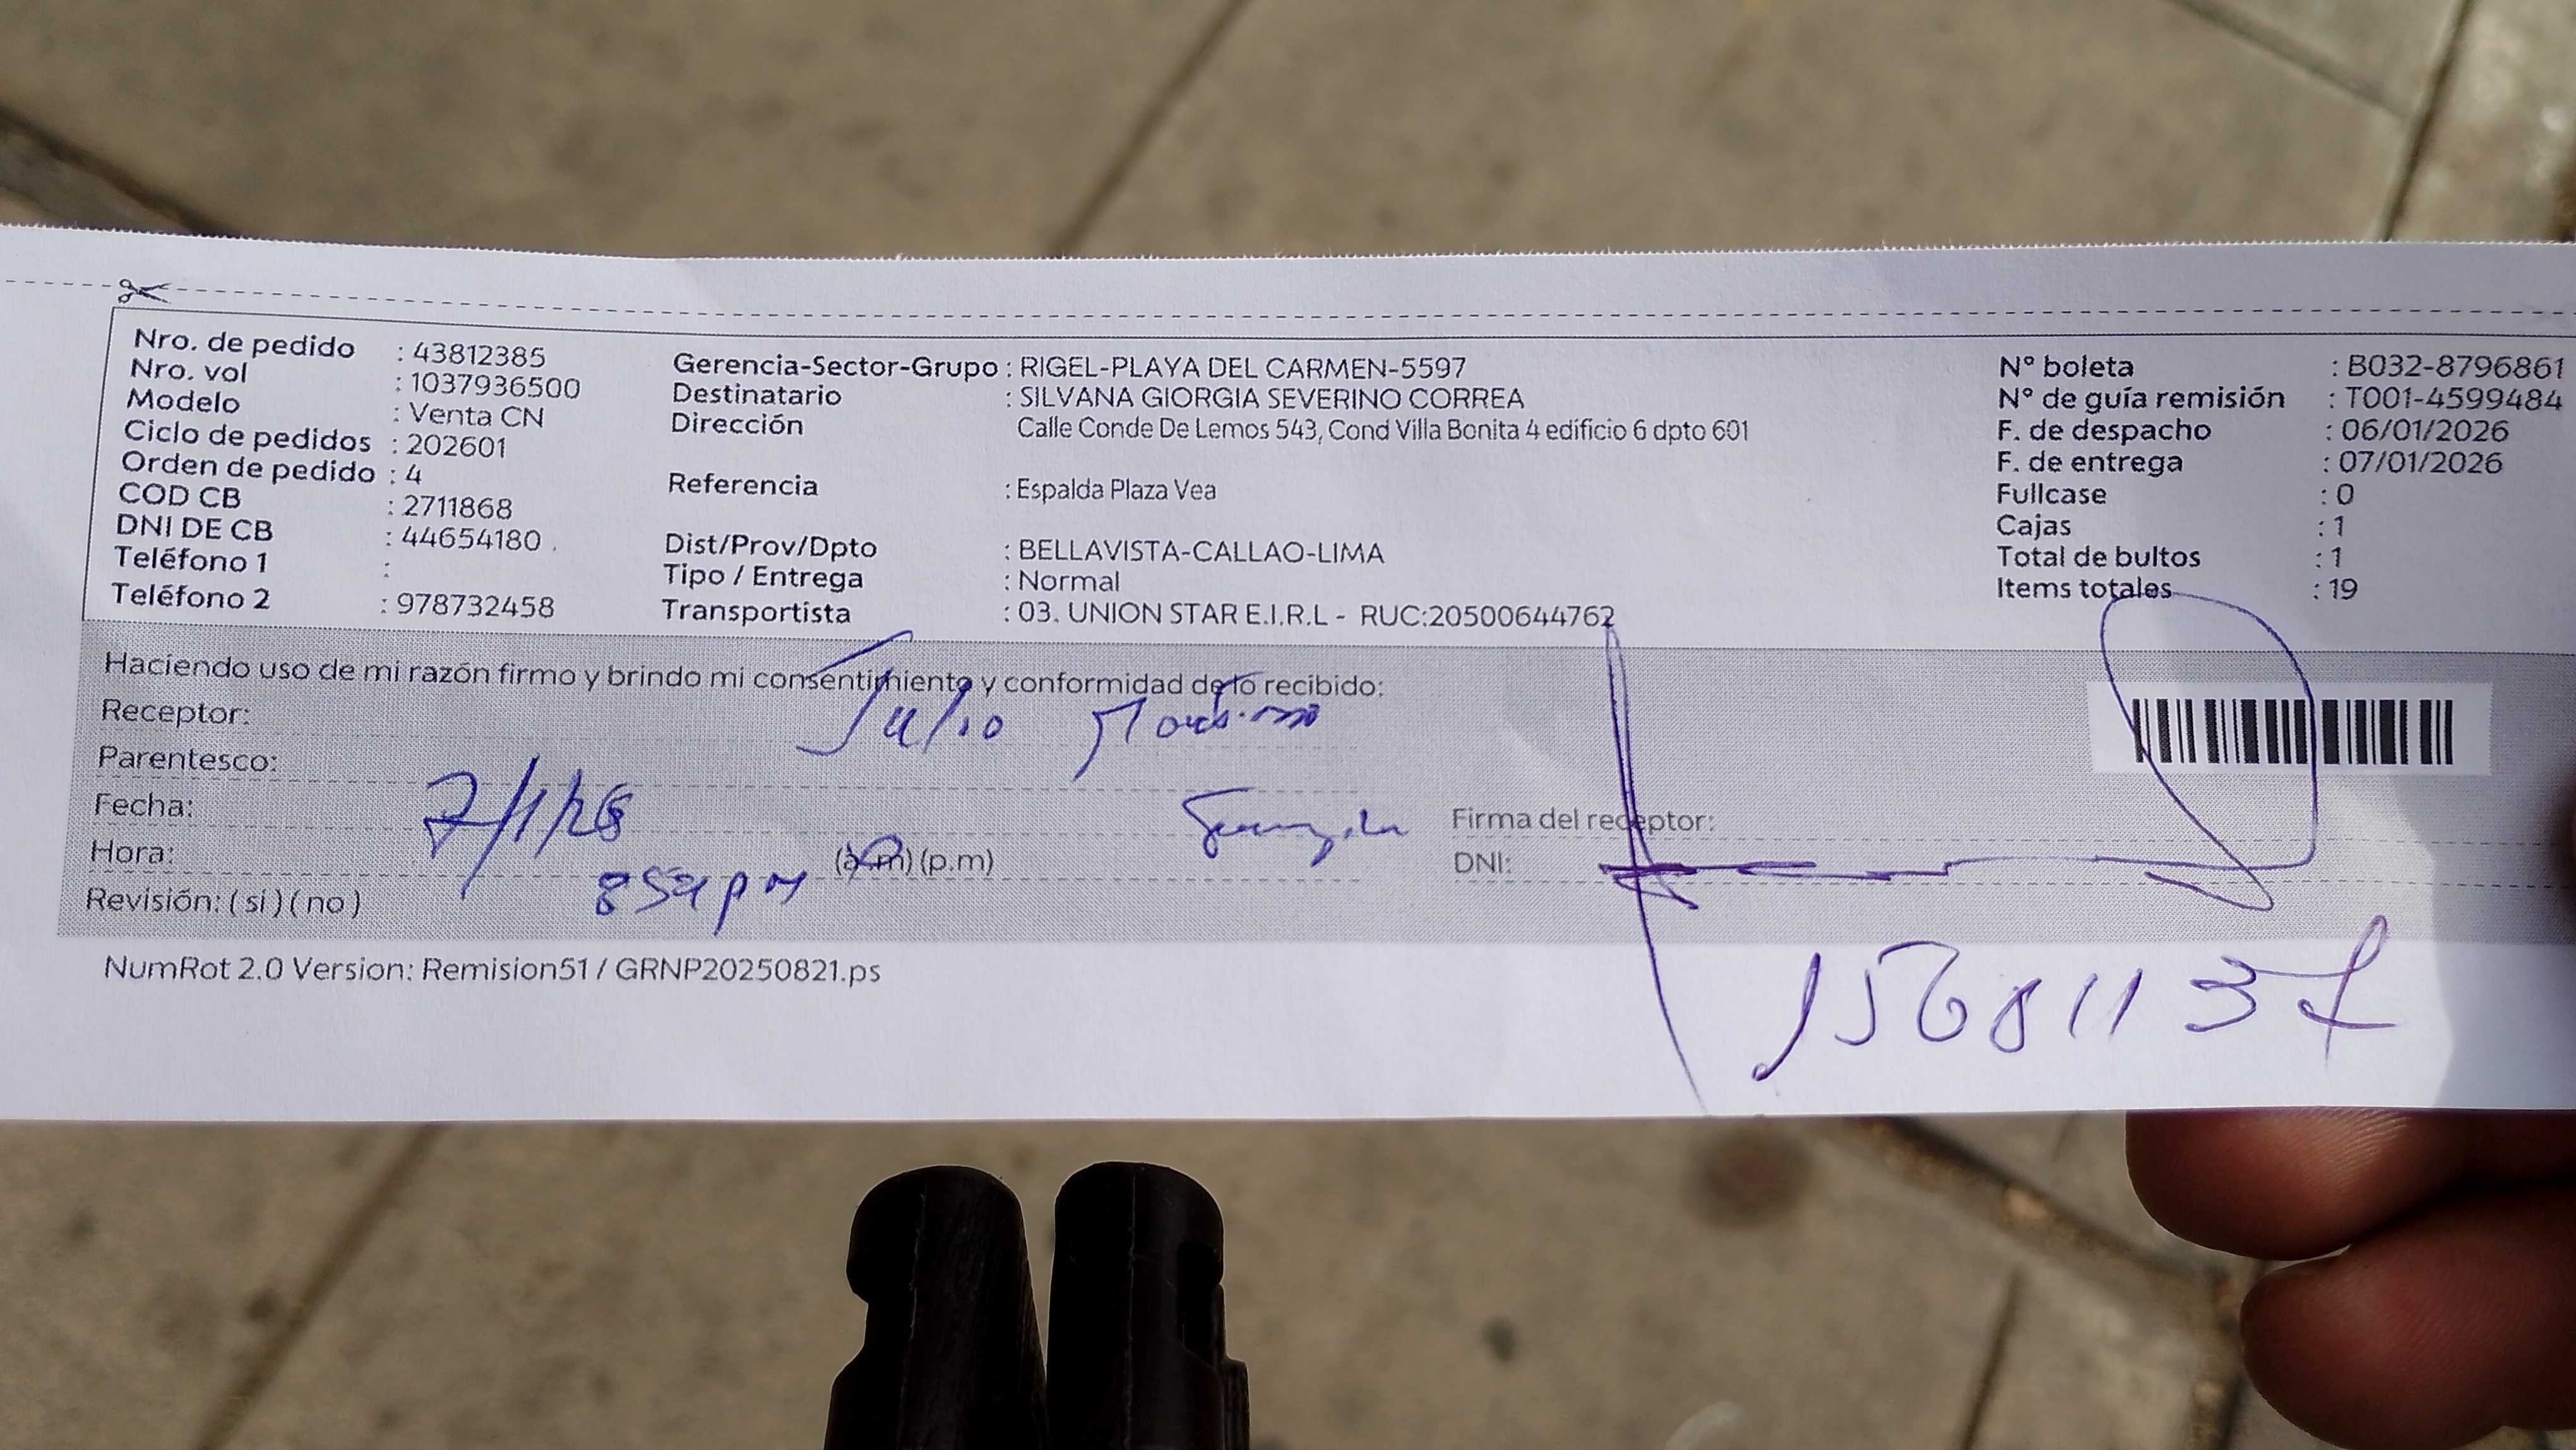 Nro. de pedido : 43812385
Nro. vol : 1037936500
Modelo : Venta CN
Ciclo de pedidos : 202601
Orden de pedido : 4
COD CB : 2711868
DNI DE CB : 44654180
Teléfono 1 :
Teléfono 2 : 978732458
Gerencia-Sector-Grupo : RIGEL-PLAYA DEL CARMEN-5597
Destinatario : SILVANA GIORGIA SEVERINO CORREA
Dirección Calle Conde De Lemos 543, Cond Villa Bonita 4 edificio 6 dpto 601
Referencia : Espalda Plaza Vea
Dist/Prov/Dpto : BELLAVISTA-CALLAO-LIMA
Tipo / Entrega : Normal
Transportista : 03. UNION STAR E.I.R.L - RUC:20500644762
N° boleta : B032-8796861
N° de guía remisión : T001-4599484
F. de despacho : 06/01/2026
F. de entrega : 07/01/2026
Fullcase : 0
Cajas : 1
Total de bultos : 1
Items totales : 19
Haciendo uso de mi razón firmo y brindo mi consentimiento y conformidad de lo recibido:
Receptor: Julio
Parentesco:
Fecha: 7/1/26
Hora: (a.m) (p.m)
Revisión: ( si ) ( no )
Firma del receptor:
DNI:
15681137
NumRot 2.0 Version: Remision51 / GRNP20250821.ps